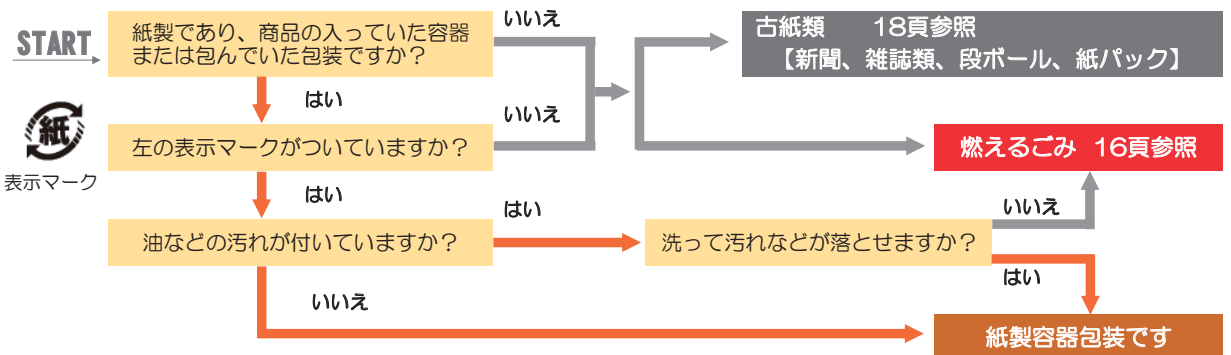 START
紙製であり、商品の入っていた容器
または包んでいた包装ですか？
いいえ
古紙類　18頁参照
【新聞、雑誌類、段ボール、紙パック】
はい
紙
表示マーク
左の表示マークがついていますか？
いいえ
燃えるごみ 16頁参照
はい
油などの汚れが付いていますか？
はい
洗って汚れなどが落とせますか？
いいえ
はい
いいえ
紙製容器包装です